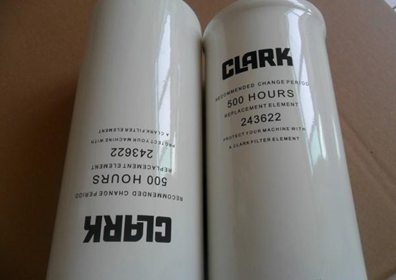 CLARK
RECOMMENDED CHANGE PERIOD
500 HOURS
REPLACEMENT ELEMENT
243622
PROTECT YOUR MACHINE WITH
A CLARK FILTER ELEMENT
CLARK
RECOMMENDED CHANGE PERIOD
500 HOURS
REPLACEMENT ELEMENT
243622
PROTECT YOUR MACHINE WITH
A CLARK FILTER ELEMENT